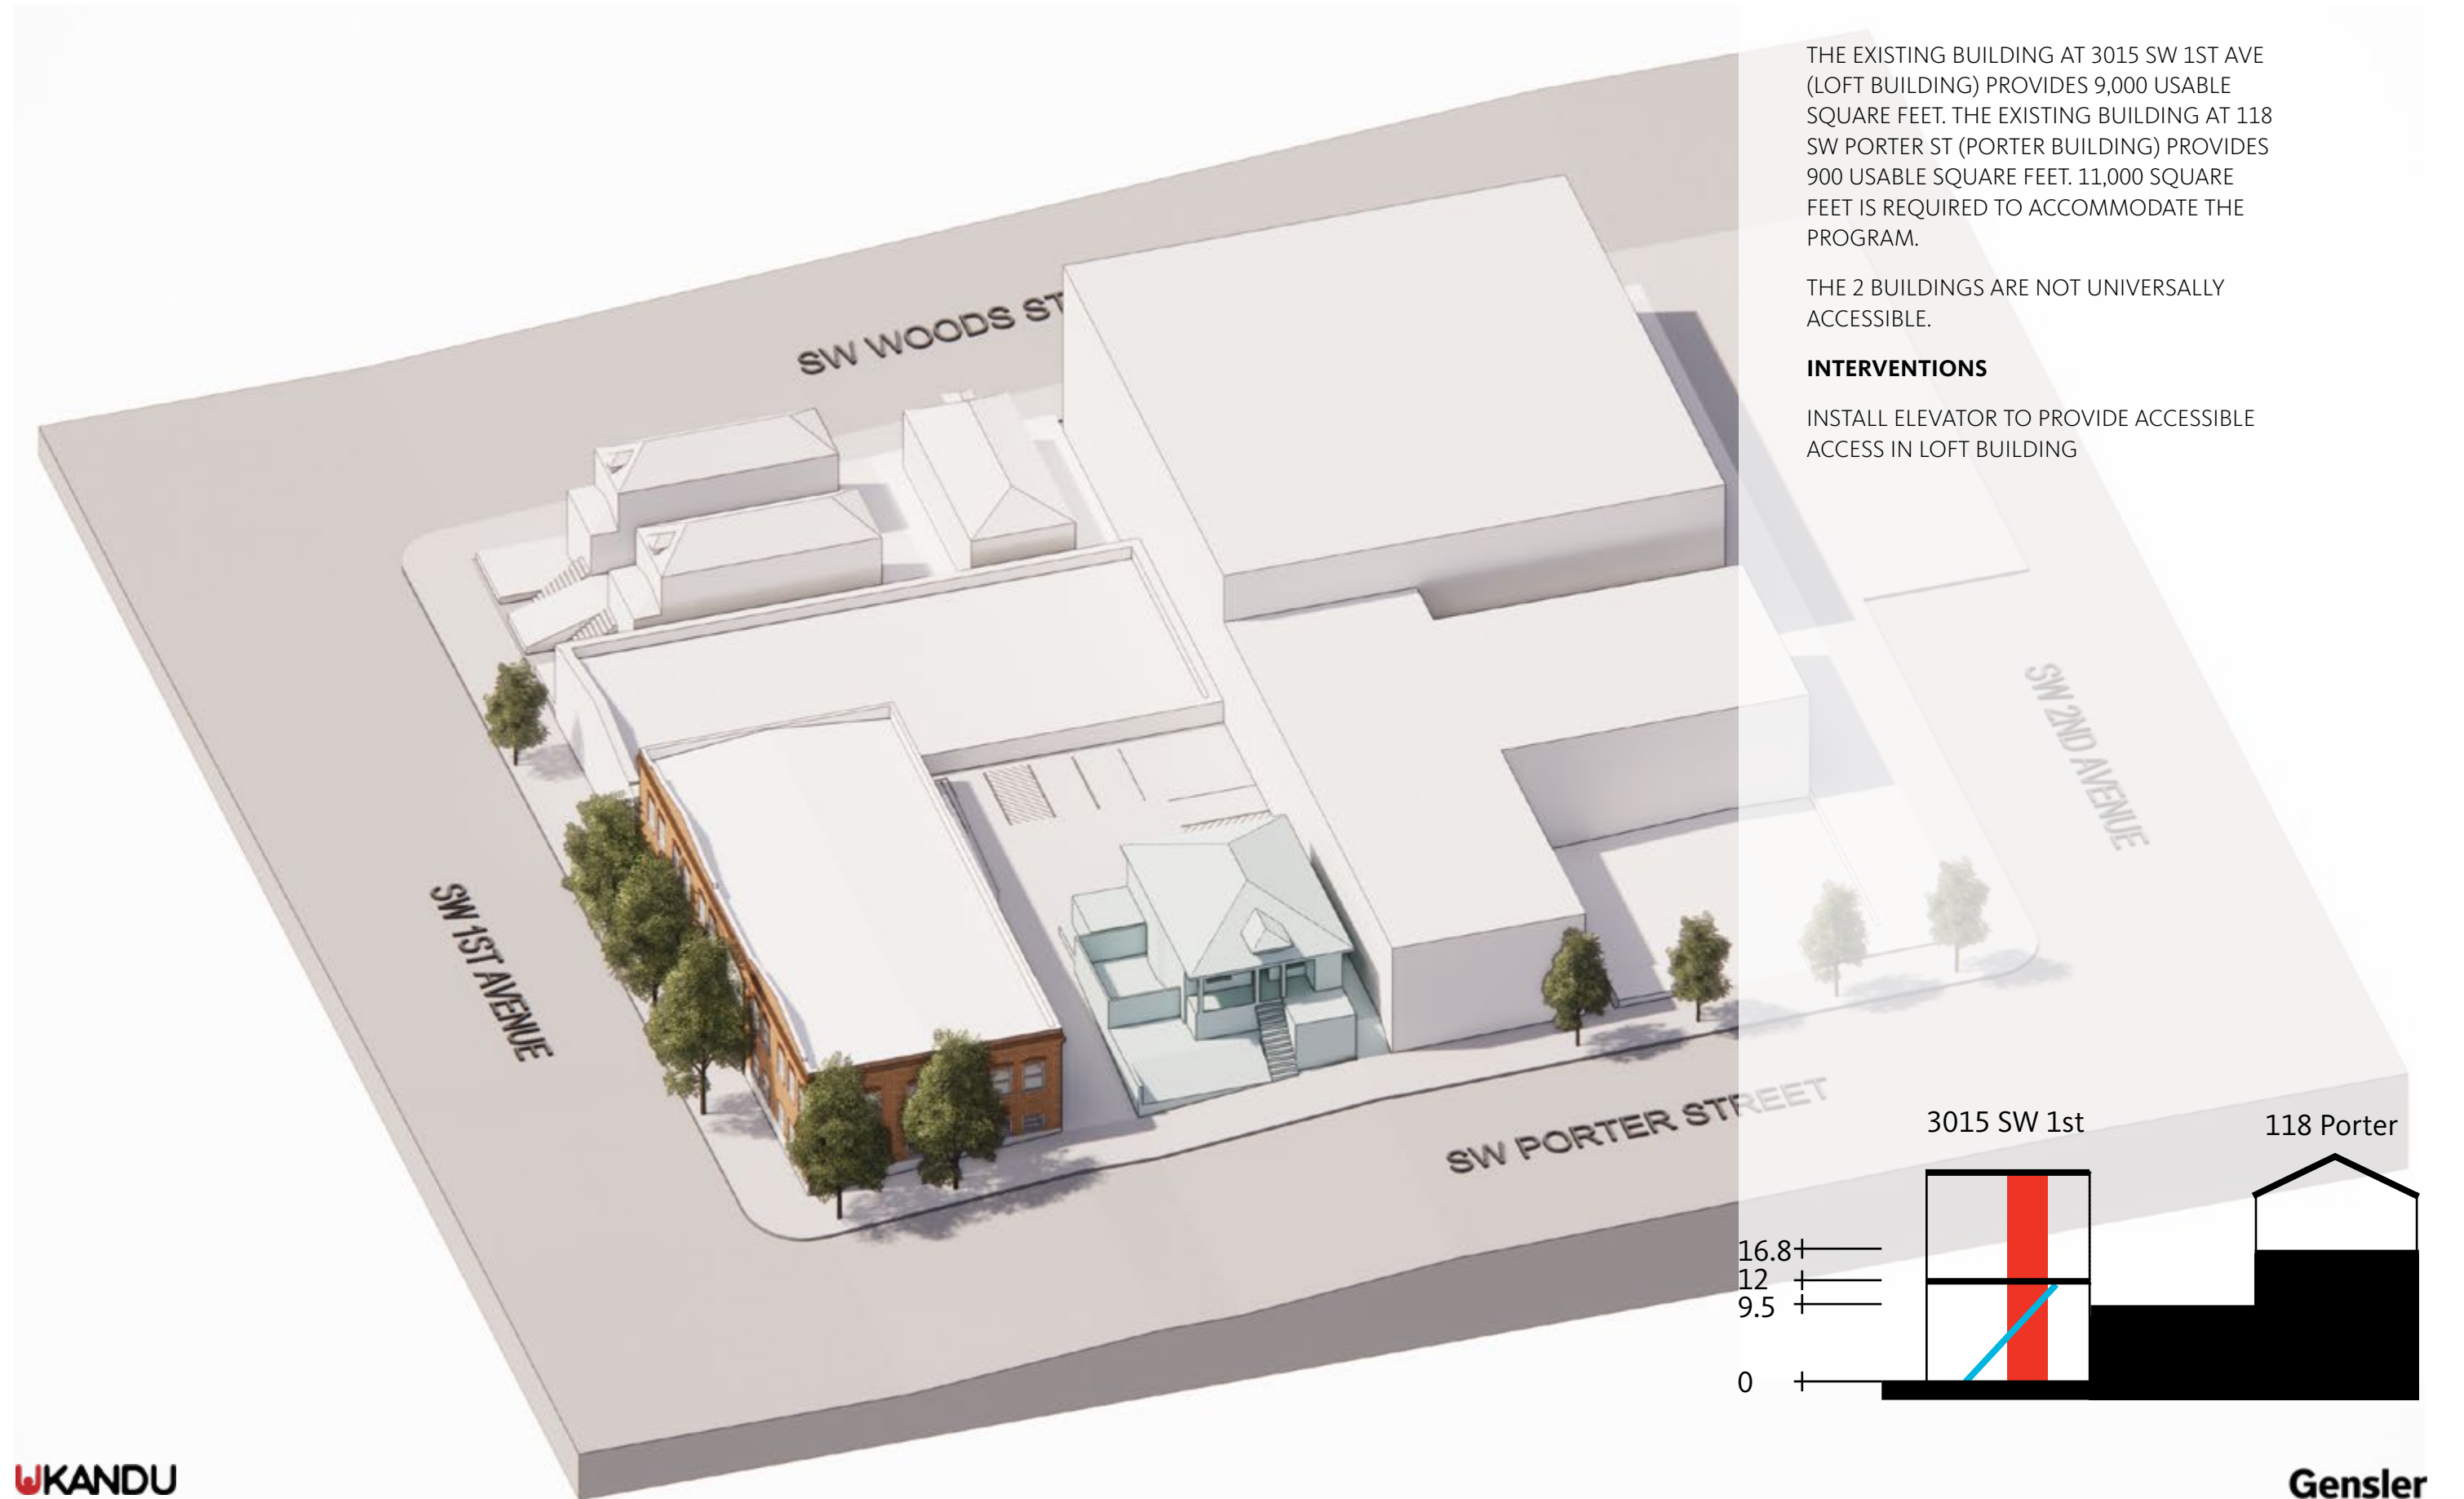 THE EXISTING BUILDING AT 3015 SW 1ST AVE
(LOFT BUILDING) PROVIDES 9,000 USABLE
SQUARE FEET. THE EXISTING BUILDING AT 118
SW PORTER ST (PORTER BUILDING) PROVIDES
900 USABLE SQUARE FEET. 11,000 SQUARE
FEET IS REQUIRED TO ACCOMMODATE THE
PROGRAM.
THE 2 BUILDINGS ARE NOT UNIVERSALLY
ACCESSIBLE.
INTERVENTIONS
INSTALL ELEVATOR TO PROVIDE ACCESSIBLE
ACCESS IN LOFT BUILDING
SW WOODS ST
SW 2ND AVENUE
SW 1ST AVENUE
SW PORTER STREET
3015 SW 1st
118 Porter
16.8
12
9.5
0
UKANDU
Gensler